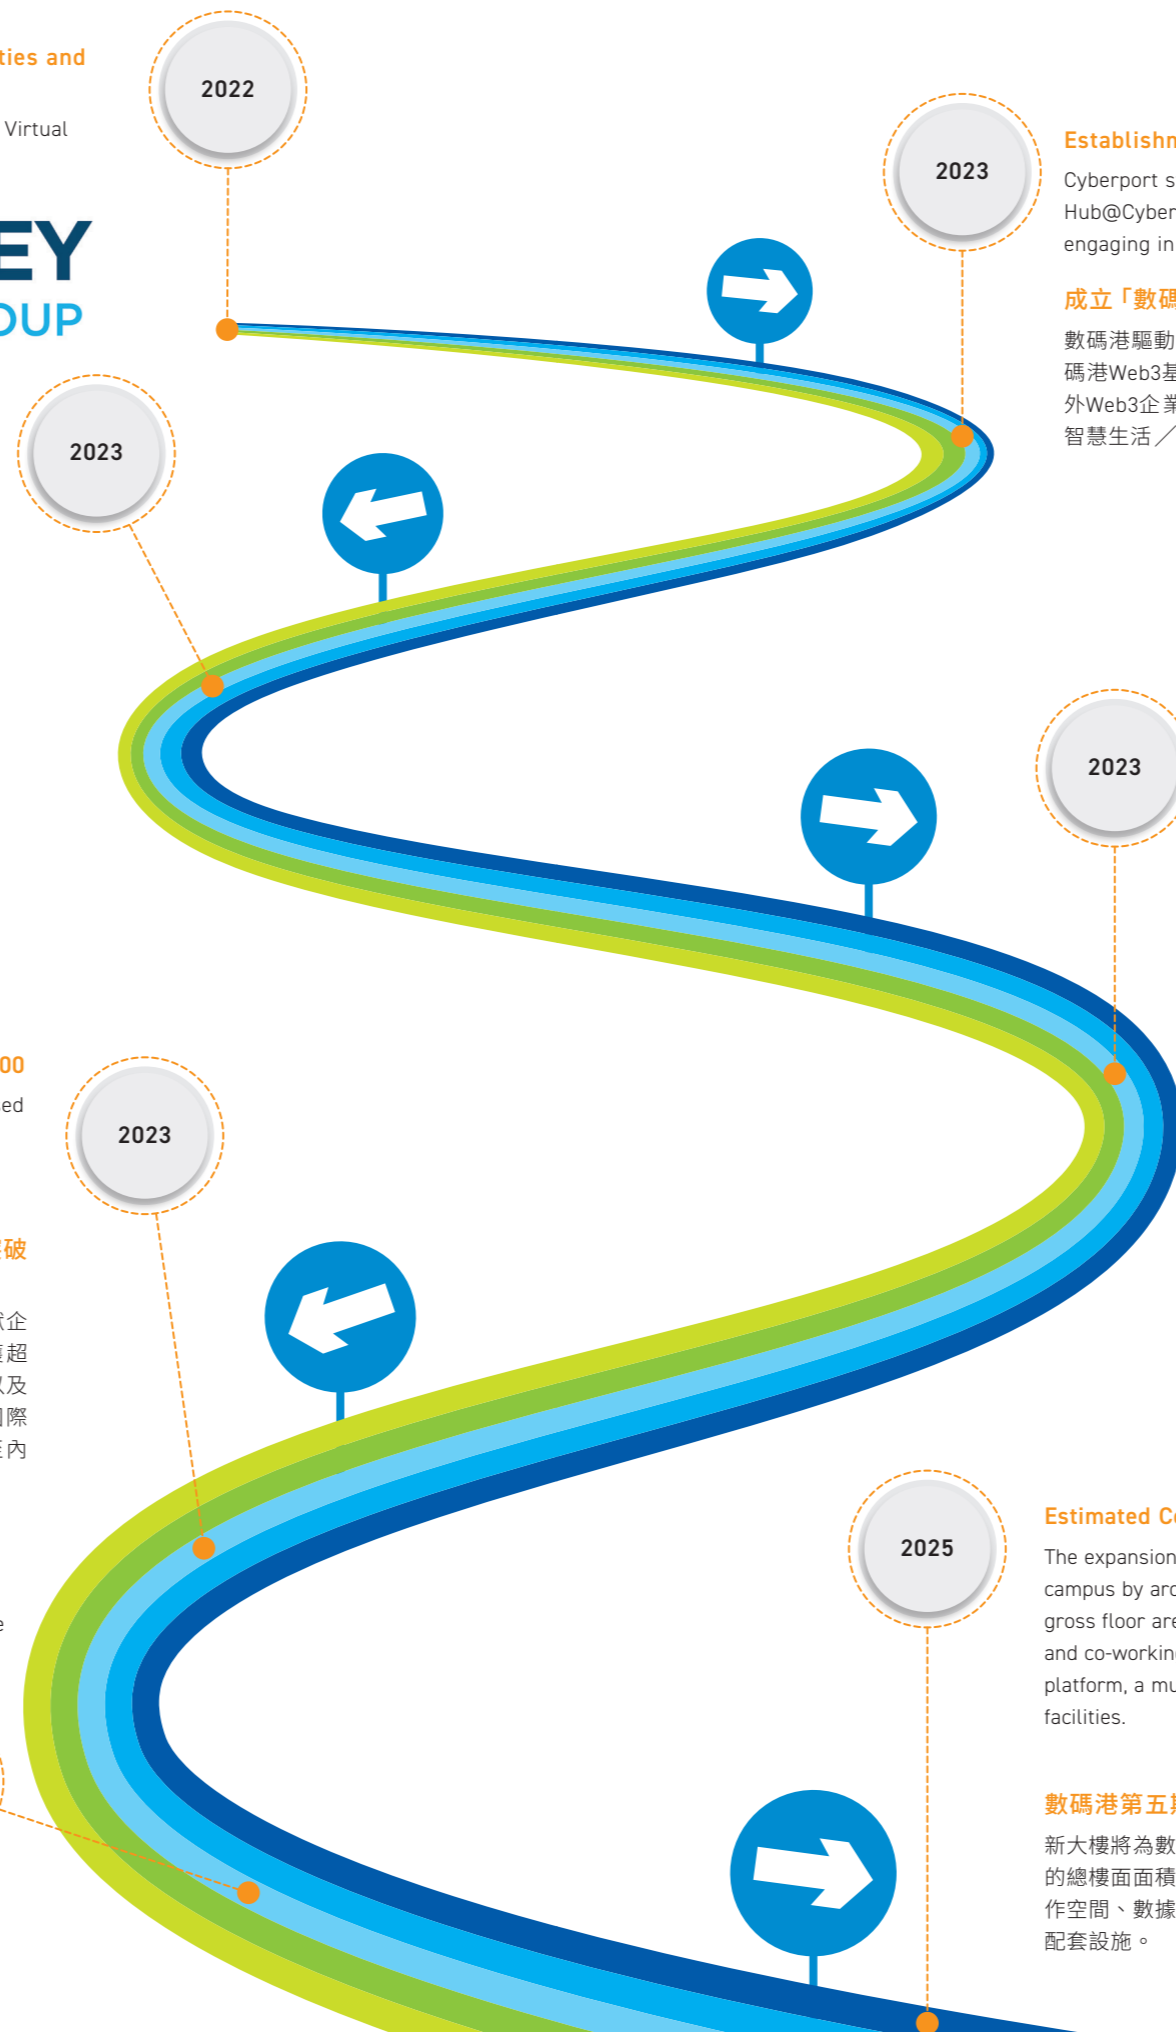 ties and
Virtual
2022
EY
OUP
2023
Establishn
Cyberport s
Hub@Cyber
engaging in
成立「數碼
數碼港驅動
碼港Web3基
外Web3企業
智慧生活／
2023
2023
00
ed
2023
破
企
超
以及
際
內
e
2025
Estimated C
The expansion
campus by aro
gross floor are
and co-working
platform, a mu
facilities.
數碼港第五期
新大樓將為數
的總樓面面積
作空間、數據
配套設施。